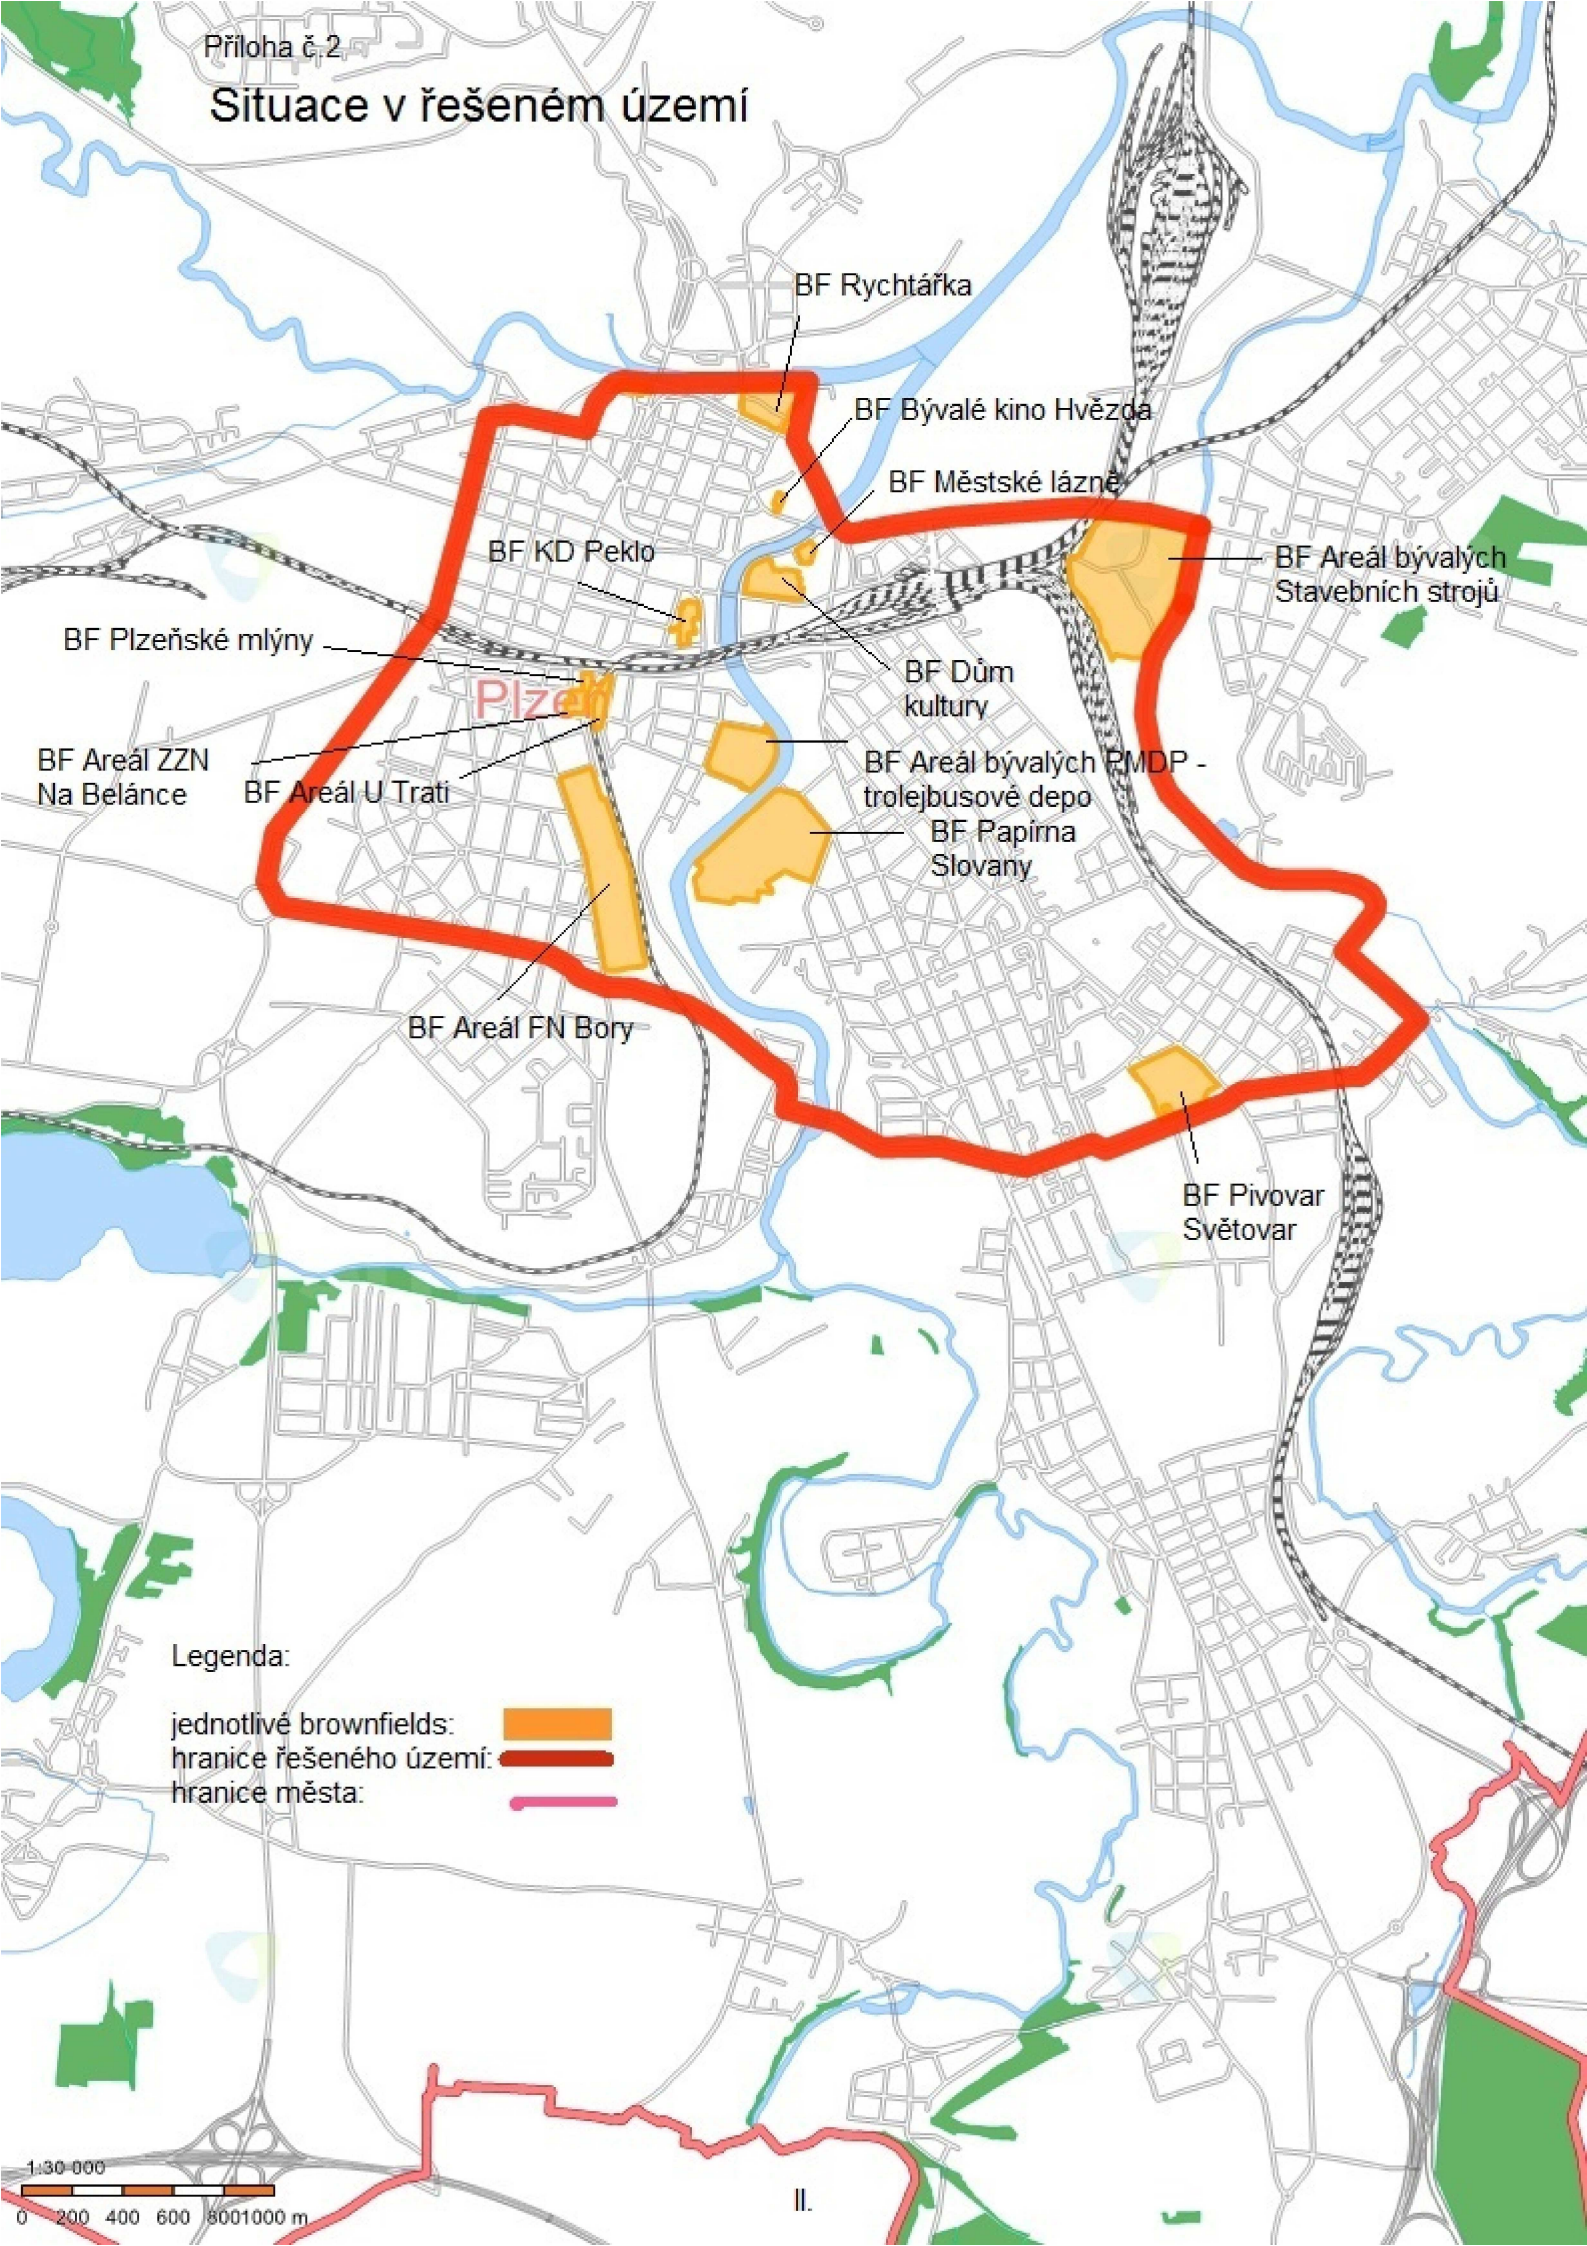 Příloha č.2
Situace v řešeném území
BF Rychtářka
BF Bývalé kino Hvězda
BF Městské lázně
BF KD Peklo
BF Areál bývalých
Stavebních strojů
BF Plzeňské mlýny
BF Dům
kultury
Plzeň
BF Areál ZZN
Na Belánce
BF Areál U Trati
BF Areál bývalých PMDP -
trolejbusové depo
BF Papírna
Slovany
BF Areál FN Bory
BF Pivovar
Světovar
Legenda:
jednotlivé brownfields:
hranice řešeného území:
hranice města:
1:30 000
0 200 400 600 800 1000 m
II.